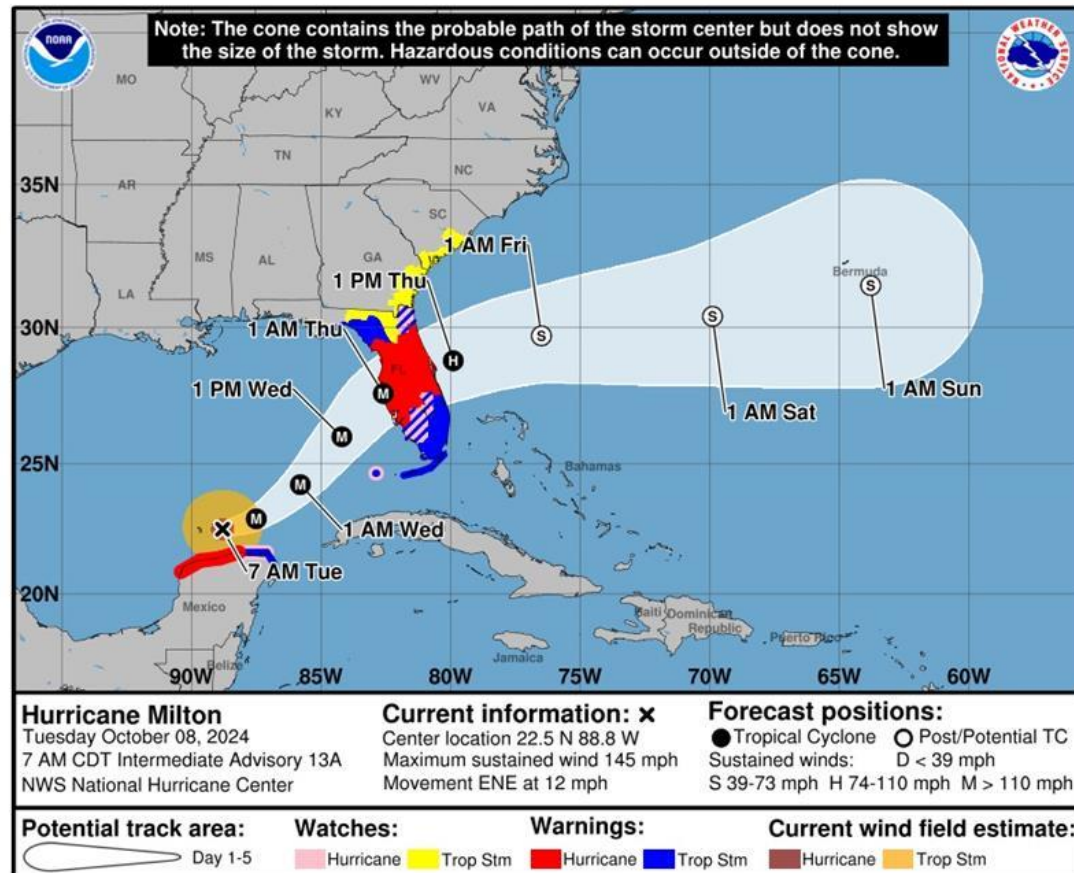 Note: The cone contains the probable path of the storm center but does not show
the size of the storm. Hazardous conditions can occur outside of the cone.
NOAA
NATIONAL WEATHER SERVICE
MO
KY
WV
VA
TN
NC
35N
AR
SC
MS
AL
GA
1 AM Fri
1 PM Thu
Bermuda
S
LA
30N
1 AM Thu
H
S
S
FL
1 PM Wed
M
1 AM Sat
1 AM Sun
M
25N
M
Bahamas
M
1 AM Wed
7 AM Tue
20N
Mexico
Haiti
Dominican
Republic
Puerto Rico
Jamaica
Belize
90W
85W
80W
75W
70W
65W
60W
Hurricane Milton
Tuesday October 08, 2024
7 AM CDT Intermediate Advisory 13A
NWS National Hurricane Center
Current information: x
Center location 22.5 N 88.8 W
Maximum sustained wind 145 mph
Movement ENE at 12 mph
Forecast positions:
Tropical Cyclone Post/Potential TC
Sustained winds: D < 39 mph
S 39-73 mph H 74-110 mph M > 110 mph
Potential track area:
Day 1-5
Watches:
Hurricane Trop Stm
Warnings:
Hurricane Trop Stm
Current wind field estimate:
Hurricane Trop Stm